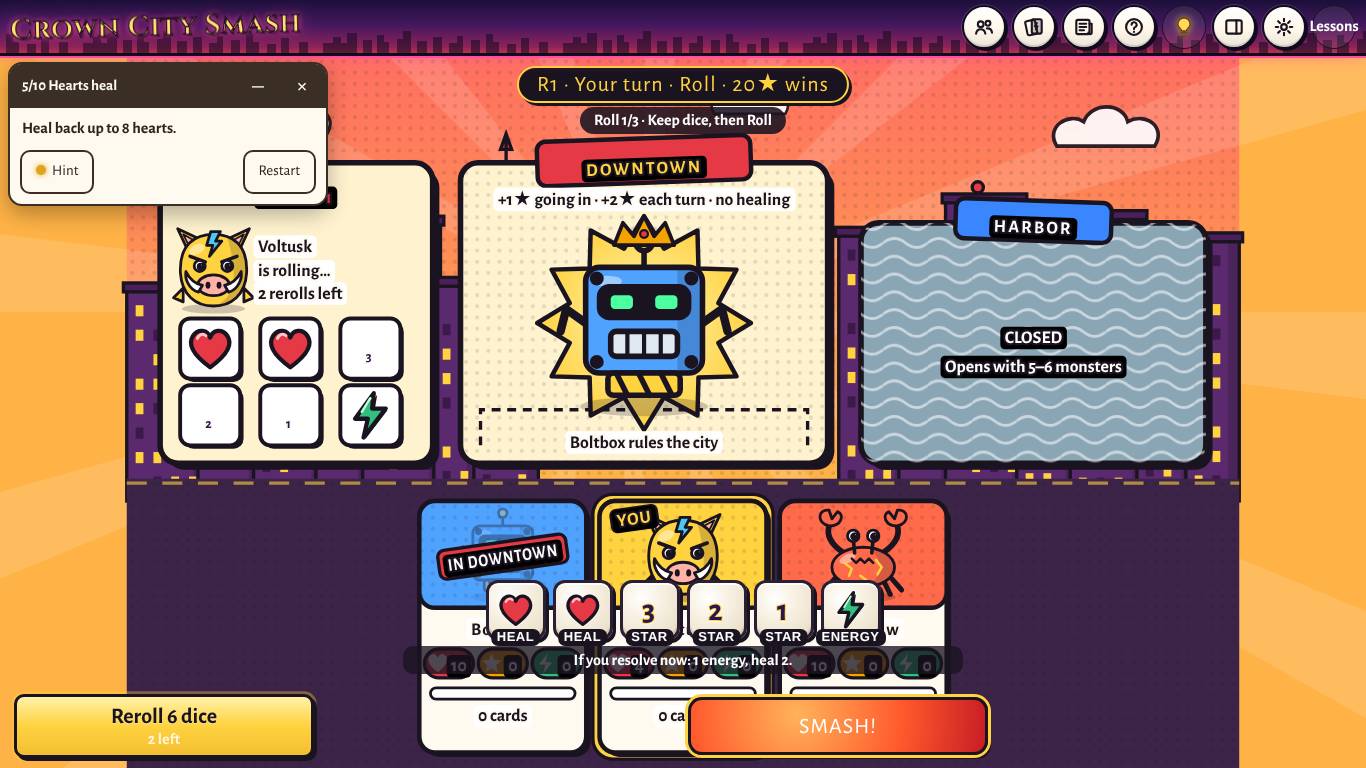 Crown City Smash
Lessons
5/10 Hearts heal
Heal back up to 8 hearts.
Hint
Restart
R1 · Your turn · Roll · 20★ wins
Roll 1/3 · Keep dice, then Roll
DOWNTOWN
+1★ going in · +2★ each turn · no healing
Boltbox rules the city
HARBOR
CLOSED
Opens with 5–6 monsters
Voltusk
is rolling…
2 rerolls left
3
2
1
IN DOWNTOWN
YOU
3
2
1
HEAL
HEAL
STAR
STAR
STAR
ENERGY
If you resolve now: 1 energy, heal 2.
10
0
0
10
0
0
0 cards
Reroll 6 dice
2 left
SMASH!